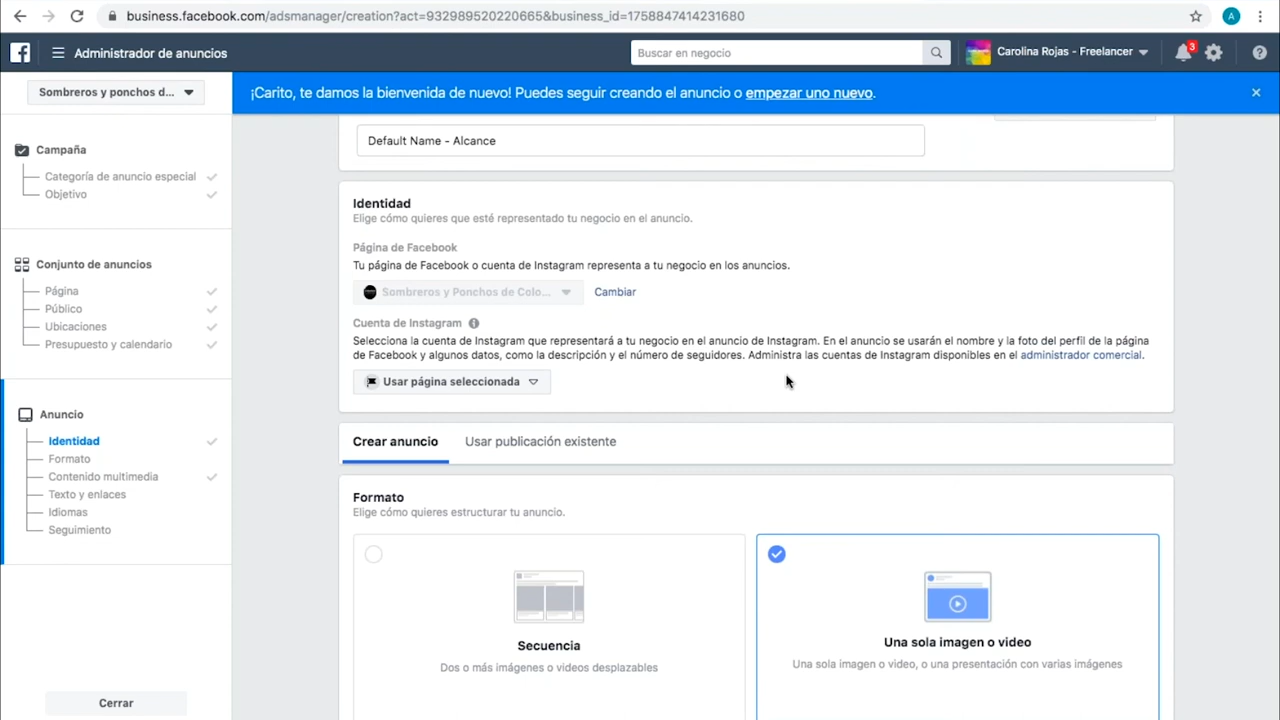 business.facebook.com/adsmanager/creation?act=932989520220665&business_id=1758847414231680
A
Administrador de anuncios
Buscar en negocio
Carolina Rojas - Freelancer
3
Sombreros y ponchos d...
¡Carito, te damos la bienvenida de nuevo! Puedes seguir creando el anuncio o empezar uno nuevo.
Campaña
Categoría de anuncio especial
Objetivo
Conjunto de anuncios
Página
Público
Ubicaciones
Presupuesto y calendario
Anuncio
Identidad
Formato
Contenido multimedia
Texto y enlaces
Idiomas
Seguimiento
Cerrar
Default Name - Alcance
Identidad
Elige cómo quieres que esté representado tu negocio en el anuncio.
Página de Facebook
Tu página de Facebook o cuenta de Instagram representa a tu negocio en los anuncios.
Sombreros y Ponchos de Colo...
Cambiar
Cuenta de Instagram
Selecciona la cuenta de Instagram que representará a tu negocio en el anuncio de Instagram. En el anuncio se usarán el nombre y la foto del perfil de la página
de Facebook y algunos datos, como la descripción y el número de seguidores. Administra las cuentas de Instagram disponibles en el administrador comercial.
Usar página seleccionada
Crear anuncio
Usar publicación existente
Formato
Elige cómo quieres estructurar tu anuncio.
Secuencia
Dos o más imágenes o videos desplazables
Una sola imagen o video
Una sola imagen o video, o una presentación con varias imágenes